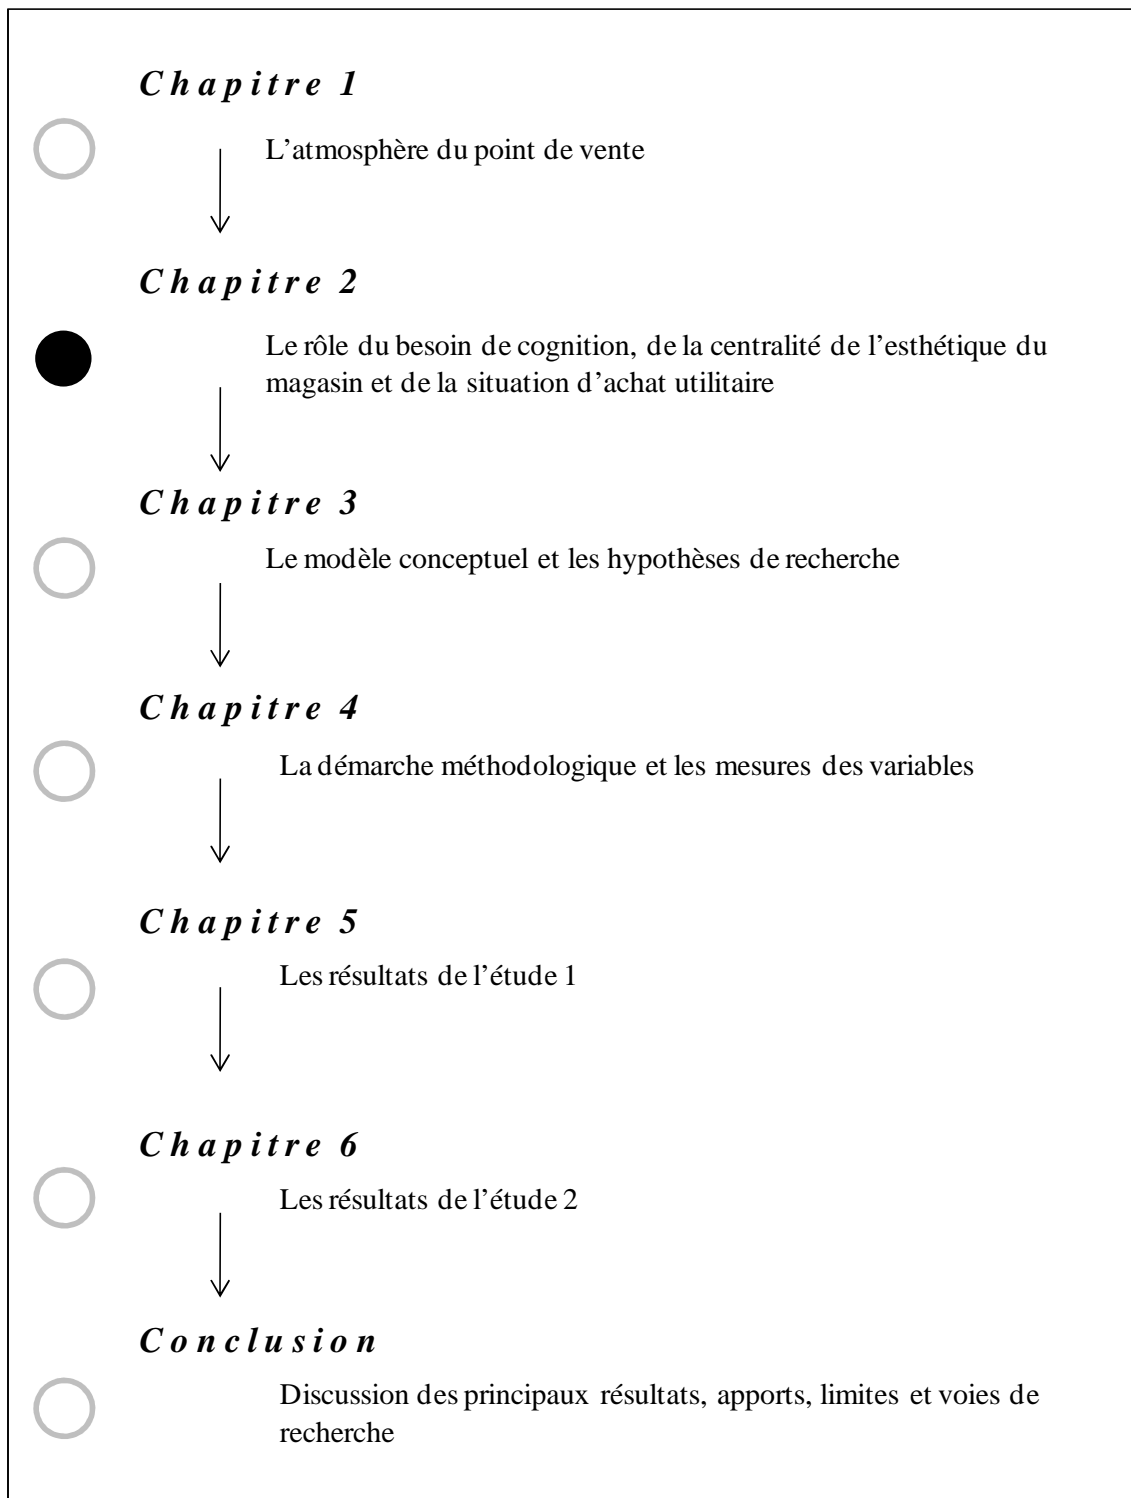 Chapitre 1
L’atmosphère du point de vente
Chapitre 2
Le rôle du besoin de cognition, de la centralité de l’esthétique du
magasin et de la situation d’achat utilitaire
Chapitre 3
Le modèle conceptuel et les hypothèses de recherche
Chapitre 4
La démarche méthodologique et les mesures des variables
Chapitre 5
Les résultats de l’étude 1
Chapitre 6
Les résultats de l’étude 2
Conclusion
Discussion des principaux résultats, apports, limites et voies de
recherche